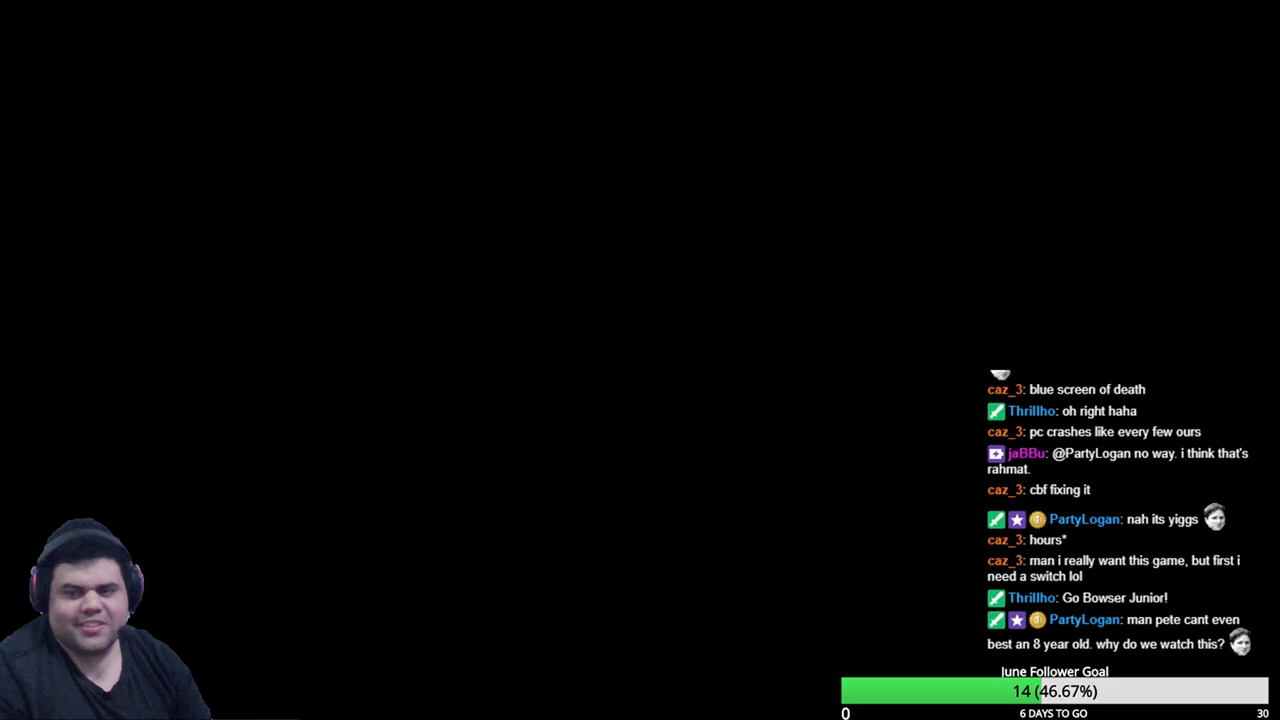 caz_3: blue screen of death
Thrillho: oh right haha
caz_3: pc crashes like every few ours
jaBBu: @PartyLogan no way. i think that's
rahmat.
caz_3: cbf fixing it
PartyLogan: nah its yiggs
caz_3: hours*
caz_3: man i really want this game, but first i
need a switch lol
Thrillho: Go Bowser Junior!
PartyLogan: man pete cant even
best an 8 year old. why do we watch this?
June Follower Goal
14 (46.67%)
0 6 DAYS TO GO 30